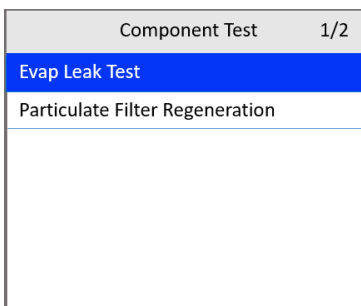 Component Test 1/2
Evap Leak Test
Particulate Filter Regeneration